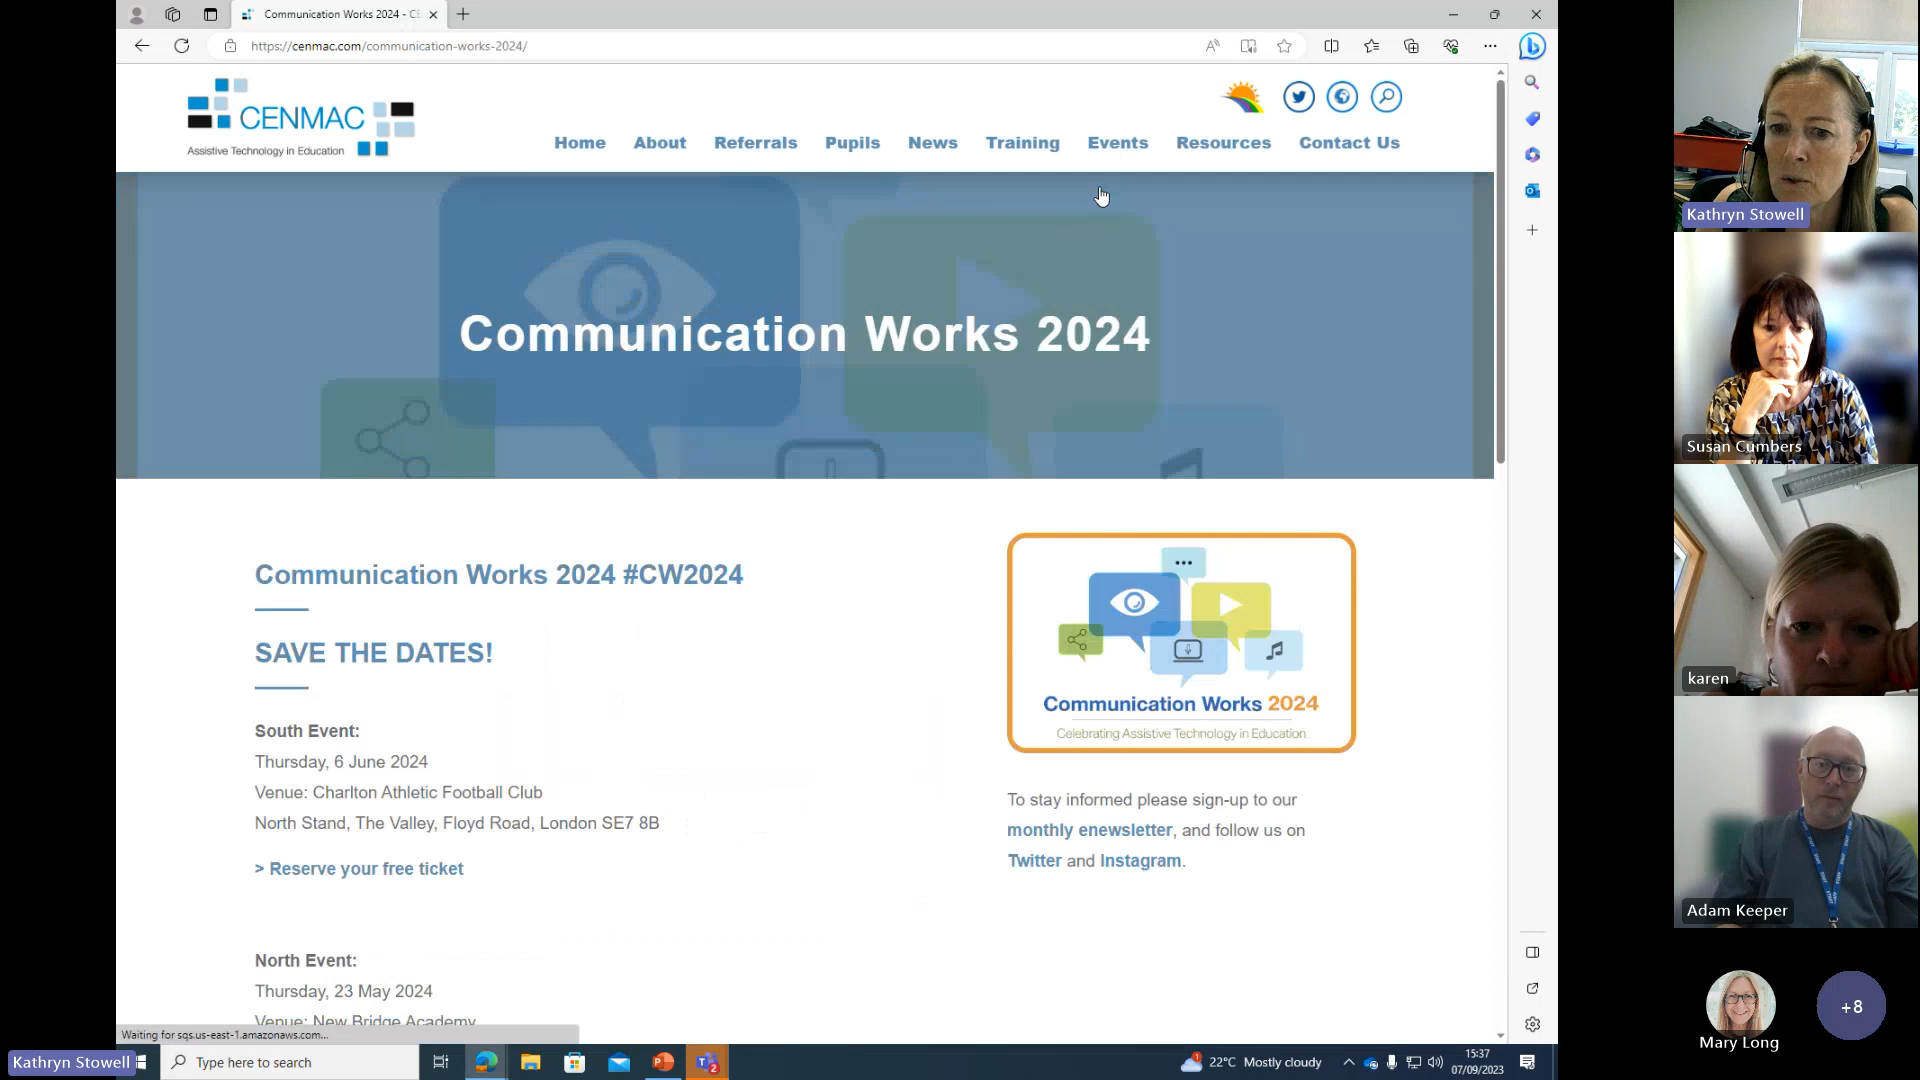 Communication Works 2024 - CE
https://cenmac.com/communication-works-2024/
CENMAC
Assistive Technology in Education
Home About Referrals Pupils News Training Events Resources Contact Us
Communication Works 2024
Communication Works 2024 #CW2024
SAVE THE DATES!
South Event:
Thursday, 6 June 2024
Venue: Charlton Athletic Football Club
North Stand, The Valley, Floyd Road, London SE7 8B
> Reserve your free ticket
North Event:
Thursday, 23 May 2024
Venue: New Bridge Academy
Communication Works 2024
Celebrating Assistive Technology in Education
To stay informed please sign-up to our
monthly enewsletter, and follow us on
Twitter and Instagram.
Waiting for sqs.us-east-1.amazonaws.com...
Kathryn Stowell
Type here to search
22°C Mostly cloudy
15:37
07/09/2023
Kathryn Stowell
Susan Cumbers
karen
Adam Keeper
Mary Long
+8